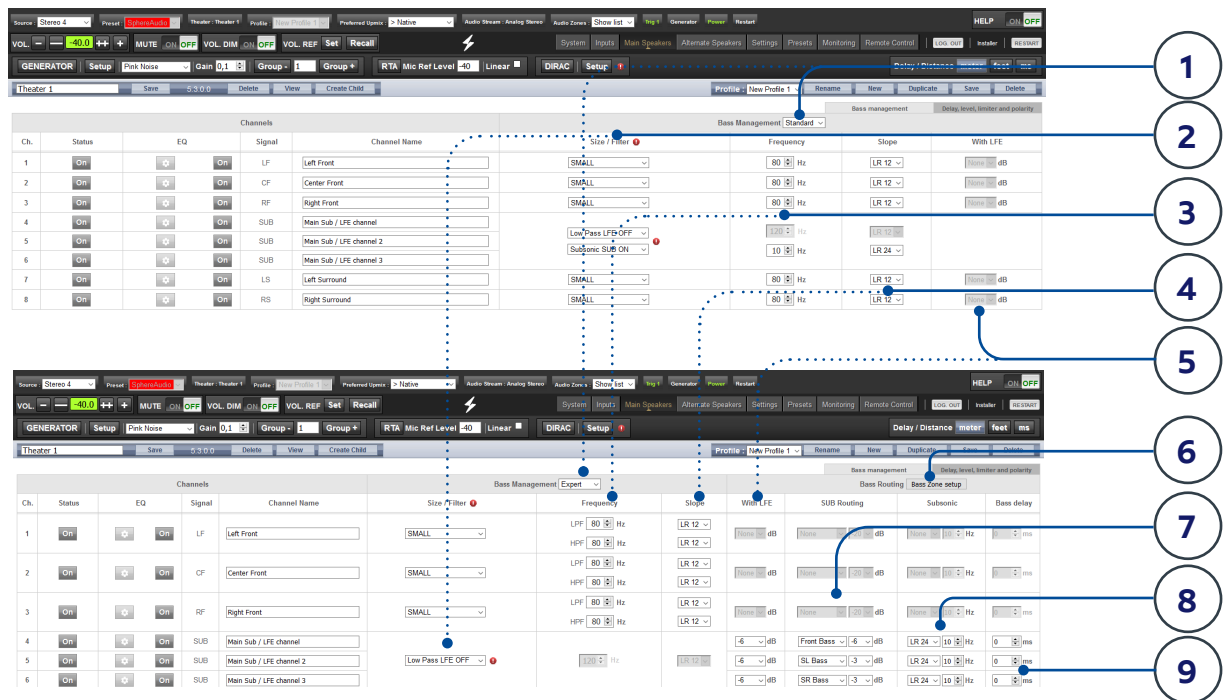 Source : Stereo 4 Preset : SphereAudio Theater : Theater 1 Profile : New Profile 1 Preferred Upmix : > Native Audio Stream : Analog Stereo Audio Zones : Show list Trig 1 Generator Power Restart HELP ON OFF
VOL. -40.0 MUTE ON OFF VOL. DIM ON OFF VOL. REF Set Recall System Inputs Main Speakers Alternate Speakers Settings Presets Monitoring Remote Control LOG. OUT Installer RESTART
GENERATOR Setup Pink Noise Gain 0,1 Group - 1 Group + RTA Mic Ref Level -40 Linear DIRAC Setup Delay / Distance meter feet ms
Theater 1 Save 5.3.0.0 Delete View Create Child Profile : New Profile 1 Rename New Duplicate Save Delete
Bass management Delay, level, limiter and polarity
Channels Bass Management Standard
Ch. Status EQ Signal Channel Name Size / Filter Frequency Slope With LFE
1 On On LF Left Front SMALL 80 Hz LR 12 None dB
2 On On CF Center Front SMALL 80 Hz LR 12 None dB
3 On On RF Right Front SMALL 80 Hz LR 12 None dB
4 On On SUB Main Sub / LFE channel
Low Pass LFE OFF 120 Hz LR 12
5 On On SUB Main Sub / LFE channel 2
Subsonic SUB ON 10 Hz LR 24
6 On On SUB Main Sub / LFE channel 3
7 On On LS Left Surround SMALL 80 Hz LR 12 None dB
8 On On RS Right Surround SMALL 80 Hz LR 12 None dB
Source : Stereo 4 Preset : SphereAudio Theater : Theater 1 Profile : New Profile 1 Preferred Upmix : > Native Audio Stream : Analog Stereo Audio Zones : Show list Trig 1 Generator Power Restart HELP ON OFF
VOL. -40.0 MUTE ON OFF VOL. DIM ON OFF VOL. REF Set Recall System Inputs Main Speakers Alternate Speakers Settings Presets Monitoring Remote Control LOG. OUT Installer RESTART
GENERATOR Setup Pink Noise Gain 0,1 Group - 1 Group + RTA Mic Ref Level -40 Linear DIRAC Setup Delay / Distance meter feet ms
Theater 1 Save 5.3.0.0 Delete View Create Child Profile : New Profile 1 Rename New Duplicate Save Delete
Bass management Delay, level, limiter and polarity
Channels Bass Management Expert Bass Routing Bass Zone setup
Ch. Status EQ Signal Channel Name Size / Filter Frequency Slope With LFE SUB Routing Subsonic Bass delay
LPF 80 Hz LR 12
1 On On LF Left Front SMALL None dB None -20 dB None 10 Hz 0 ms
HPF 80 Hz LR 12
LPF 80 Hz LR 12
2 On On CF Center Front SMALL None dB None -20 dB None 10 Hz 0 ms
HPF 80 Hz LR 12
LPF 80 Hz LR 12
3 On On RF Right Front SMALL None dB None -20 dB None 10 Hz 0 ms
HPF 80 Hz LR 12
4 On On SUB Main Sub / LFE channel -6 dB Front Bass -6 dB LR 24 10 Hz 0 ms
5 On On SUB Main Sub / LFE channel 2 Low Pass LFE OFF 120 Hz LR 12 -6 dB SL Bass -3 dB LR 24 10 Hz 0 ms
6 On On SUB Main Sub / LFE channel 3 -6 dB SR Bass -3 dB LR 24 10 Hz 0 ms
1
2
3
4
5
6
7
8
9